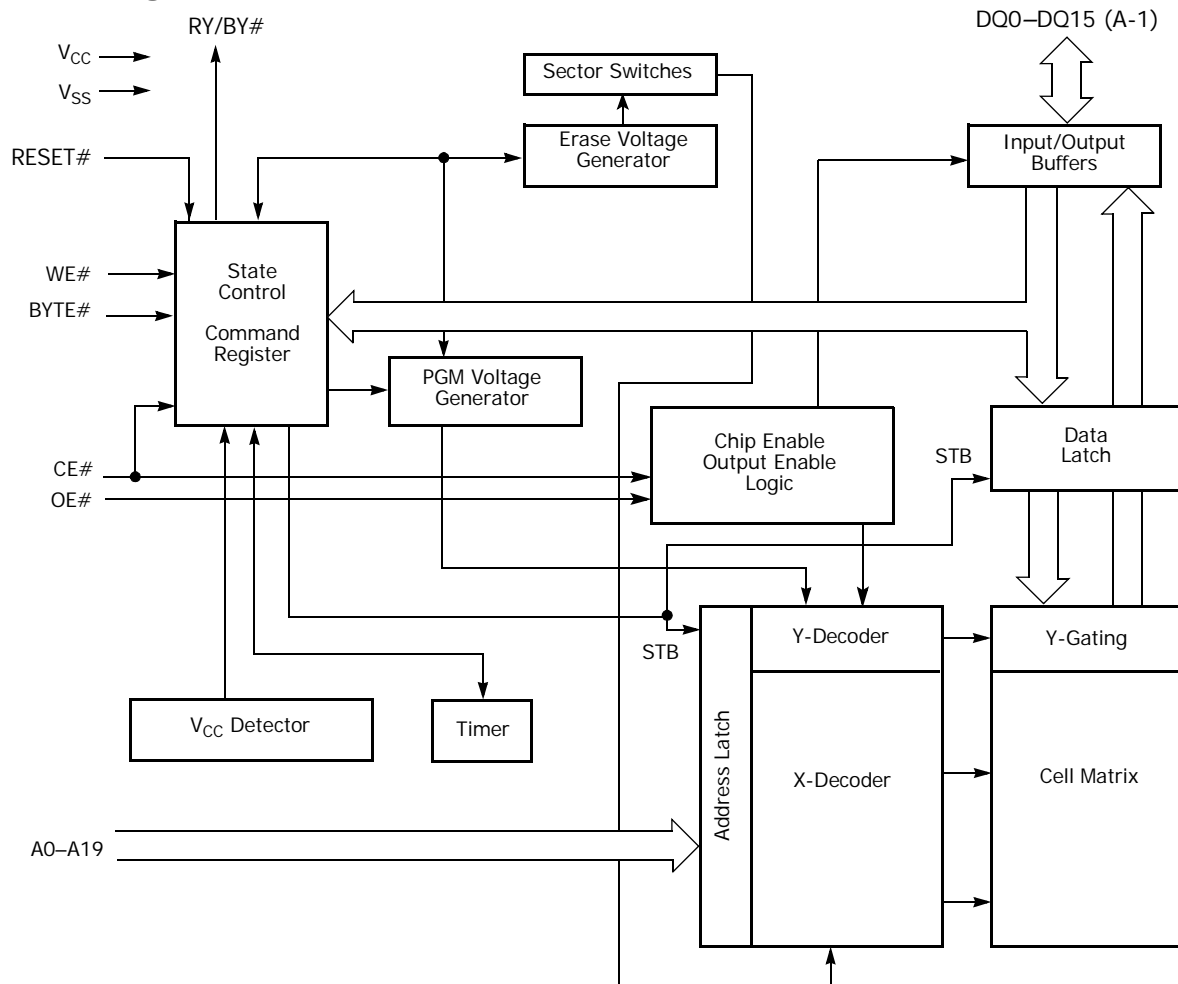 RY/BY#
DQ0–DQ15 (A-1)
VCC
VSS
Sector Switches
RESET#
Erase Voltage
Generator
Input/Output
Buffers
WE#
BYTE#
State
Control
Command
Register
PGM Voltage
Generator
CE#
OE#
Chip Enable
Output Enable
Logic
STB
Data
Latch
STB
Y-Decoder
Y-Gating
VCC Detector
Timer
Address Latch
X-Decoder
Cell Matrix
A0–A19